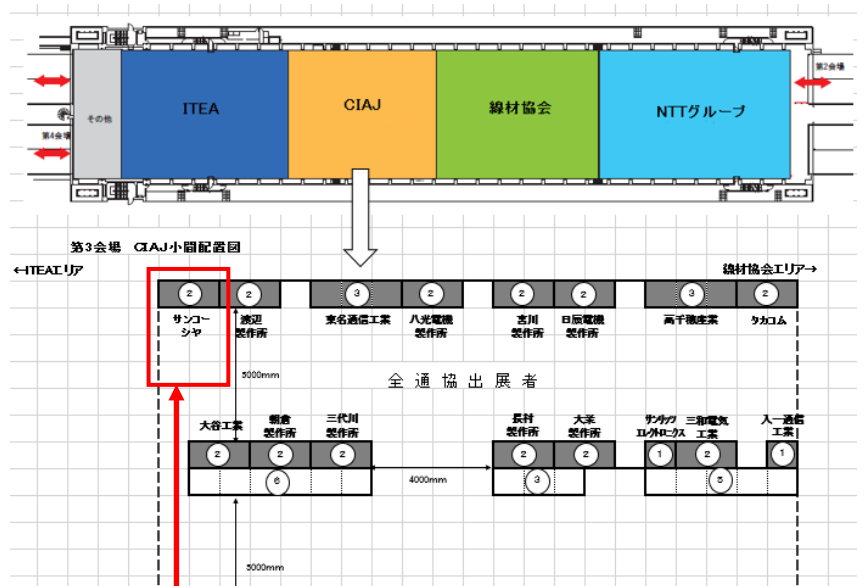 第2会場
その他
ITEA
CIAJ
線材協会
NTTグループ
第4会場
第3会場 CIAJ小間配置図
←ITEAエリア
線材協会エリア→
2
2
3
2
2
2
3
2
サンコー
シヤ
渡辺
製作所
東名通信工業
八光電機
製作所
宮川
製作所
日辰電機
製作所
高千穂産業
タカコム
3000mm
全通協出展者
大谷工業
朝倉
製作所
三代川
製作所
長村
製作所
大栄
製作所
サンリツ
エレクトロニクス
三和電気
工業
八一通信
工業
2
2
2
2
2
1
2
1
6
4000mm
3
5
3000mm